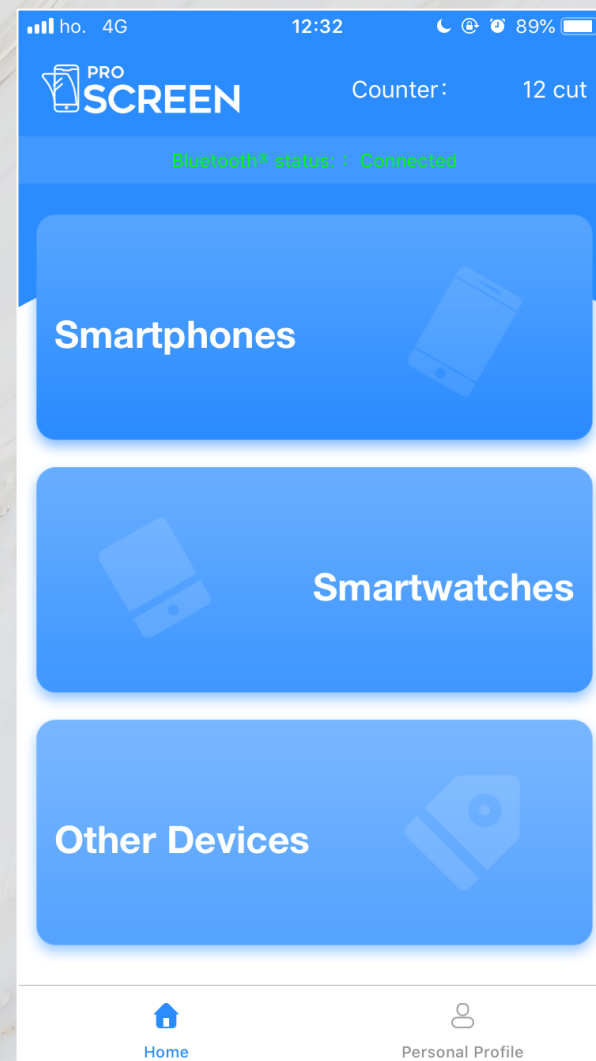 ho. 4G 12:32 89%
PRO
SCREEN
Counter: 12 cut
Bluetooth® status: : Connected
Smartphones
Smartwatches
Other Devices
Home Personal Profile